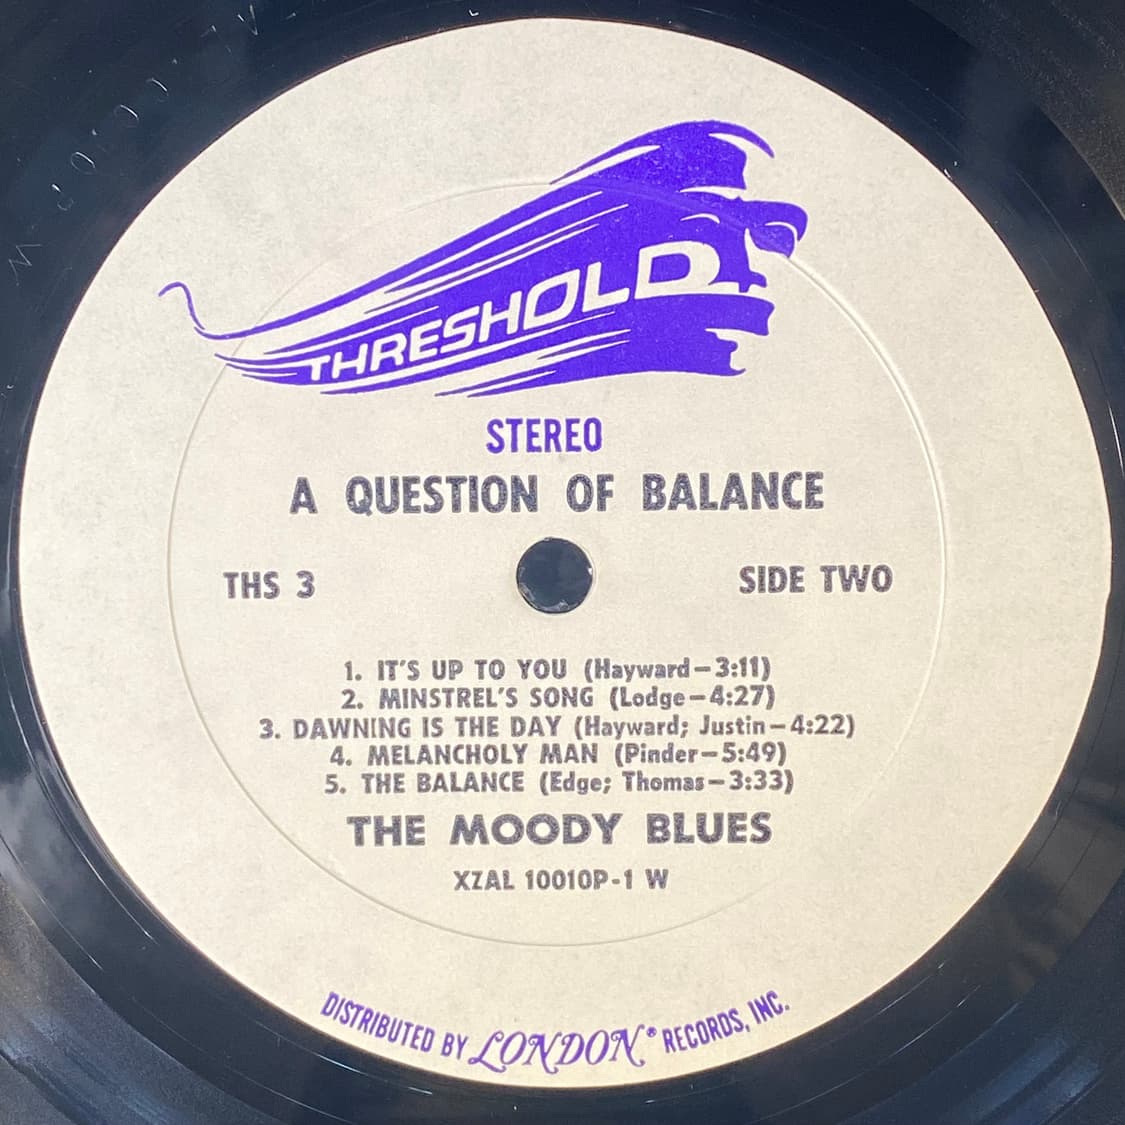 THRESHOLD
STEREO
A QUESTION OF BALANCE
THS 3
SIDE TWO
1. IT'S UP TO YOU (Hayward—3:11)
2. MINSTREL'S SONG (Lodge—4:27)
3. DAWNING IS THE DAY (Hayward; Justin—4:22)
4. MELANCHOLY MAN (Pinder—5:49)
5. THE BALANCE (Edge; Thomas—3:33)
THE MOODY BLUES
XZAL 10010P-1 W
DISTRIBUTED BY LONDON® RECORDS, INC.